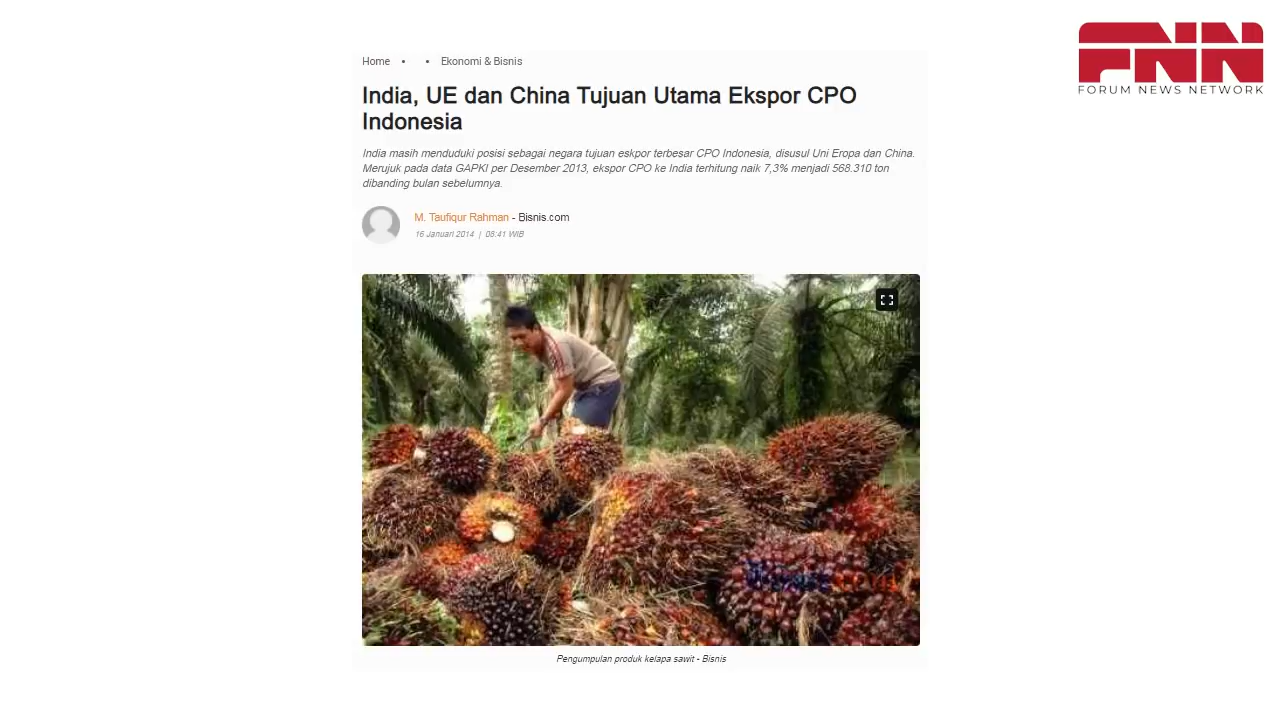 FNN
FORUM NEWS NETWORK
Home • • Ekonomi & Bisnis
India, UE dan China Tujuan Utama Ekspor CPO
Indonesia
India masih menduduki posisi sebagai negara tujuan eskpor terbesar CPO Indonesia, disusul Uni Eropa dan China.
Merujuk pada data GAPKI per Desember 2013, ekspor CPO ke India terhitung naik 7,3% menjadi 568.310 ton
dibanding bulan sebelumnya.
M. Taufiqur Rahman - Bisnis.com
16 Januari 2014 | 08:41 WIB
Pengumpulan produk kelapa sawit - Bisnis